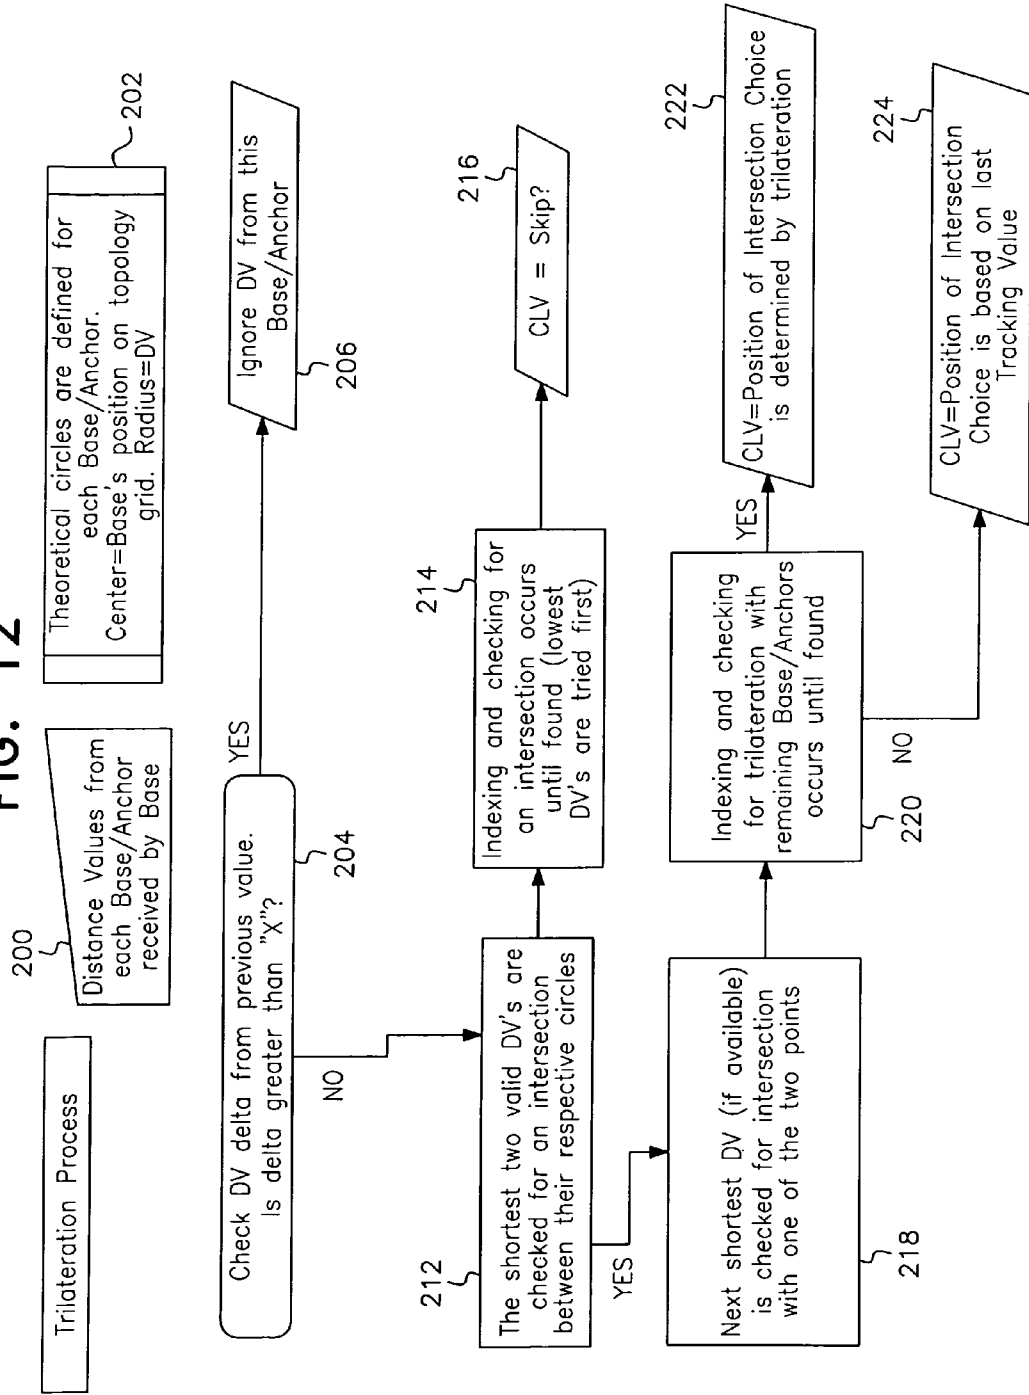 FIG. 12
Trilateration Process
200
Distance Values from
each Base/Anchor
received by Base
Theoretical circles are defined for
each Base/Anchor.
Center=Base's position on topology
grid. Radius=DV
202
Check DV delta from previous value.
Is delta greater than "X"?
204
YES
NO
Ignore DV from this
Base/Anchor
206
The shortest two valid DV's are
checked for an intersection
between their respective circles
212
YES
Indexing and checking for
an intersection occurs
until found (lowest
DV's are tried first)
214
CLV = Skip?
216
Next shortest DV (if available)
is checked for intersection
with one of the two points
218
Indexing and checking
for trilateration with
remaining Base/Anchors
occurs until found
220
YES
NO
CLV=Position of Intersection Choice
is determined by trilateration
222
CLV=Position of Intersection
Choice is based on last
Tracking Value
224